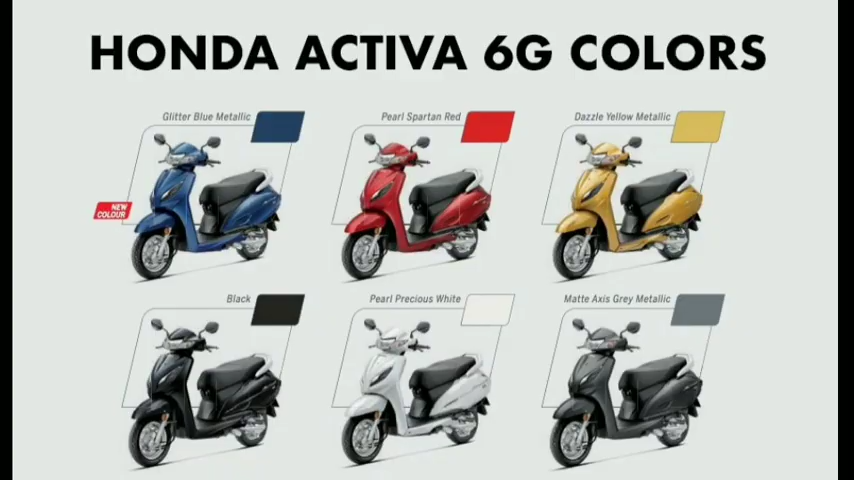 HONDA ACTIVA 6G COLORS
Glitter Blue Metallic
Pearl Spartan Red
Dazzle Yellow Metallic
NEW
COLOUR
Black
Pearl Precious White
Matte Axis Grey Metallic